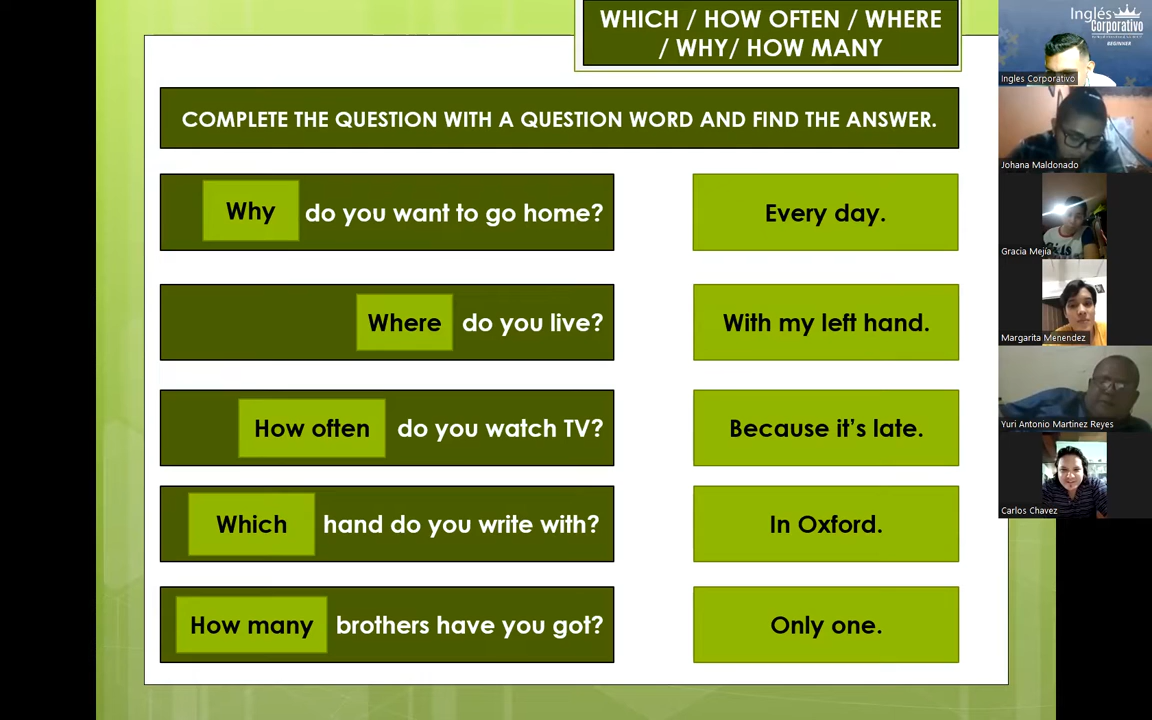 WHICH / HOW OFTEN / WHERE
/ WHY/ HOW MANY
COMPLETE THE QUESTION WITH A QUESTION WORD AND FIND THE ANSWER.
Why do you want to go home?
Every day.
Where do you live?
With my left hand.
How often do you watch TV?
Because it's late.
Which hand do you write with?
In Oxford.
How many brothers have you got?
Only one.
Inglés
Corporativo
BEGINNER
Ingles Corporativo
Johana Maldonado
Gracia Mejía
Margarita Menendez
Yuri Antonio Martinez Reyes
Carlos Chavez